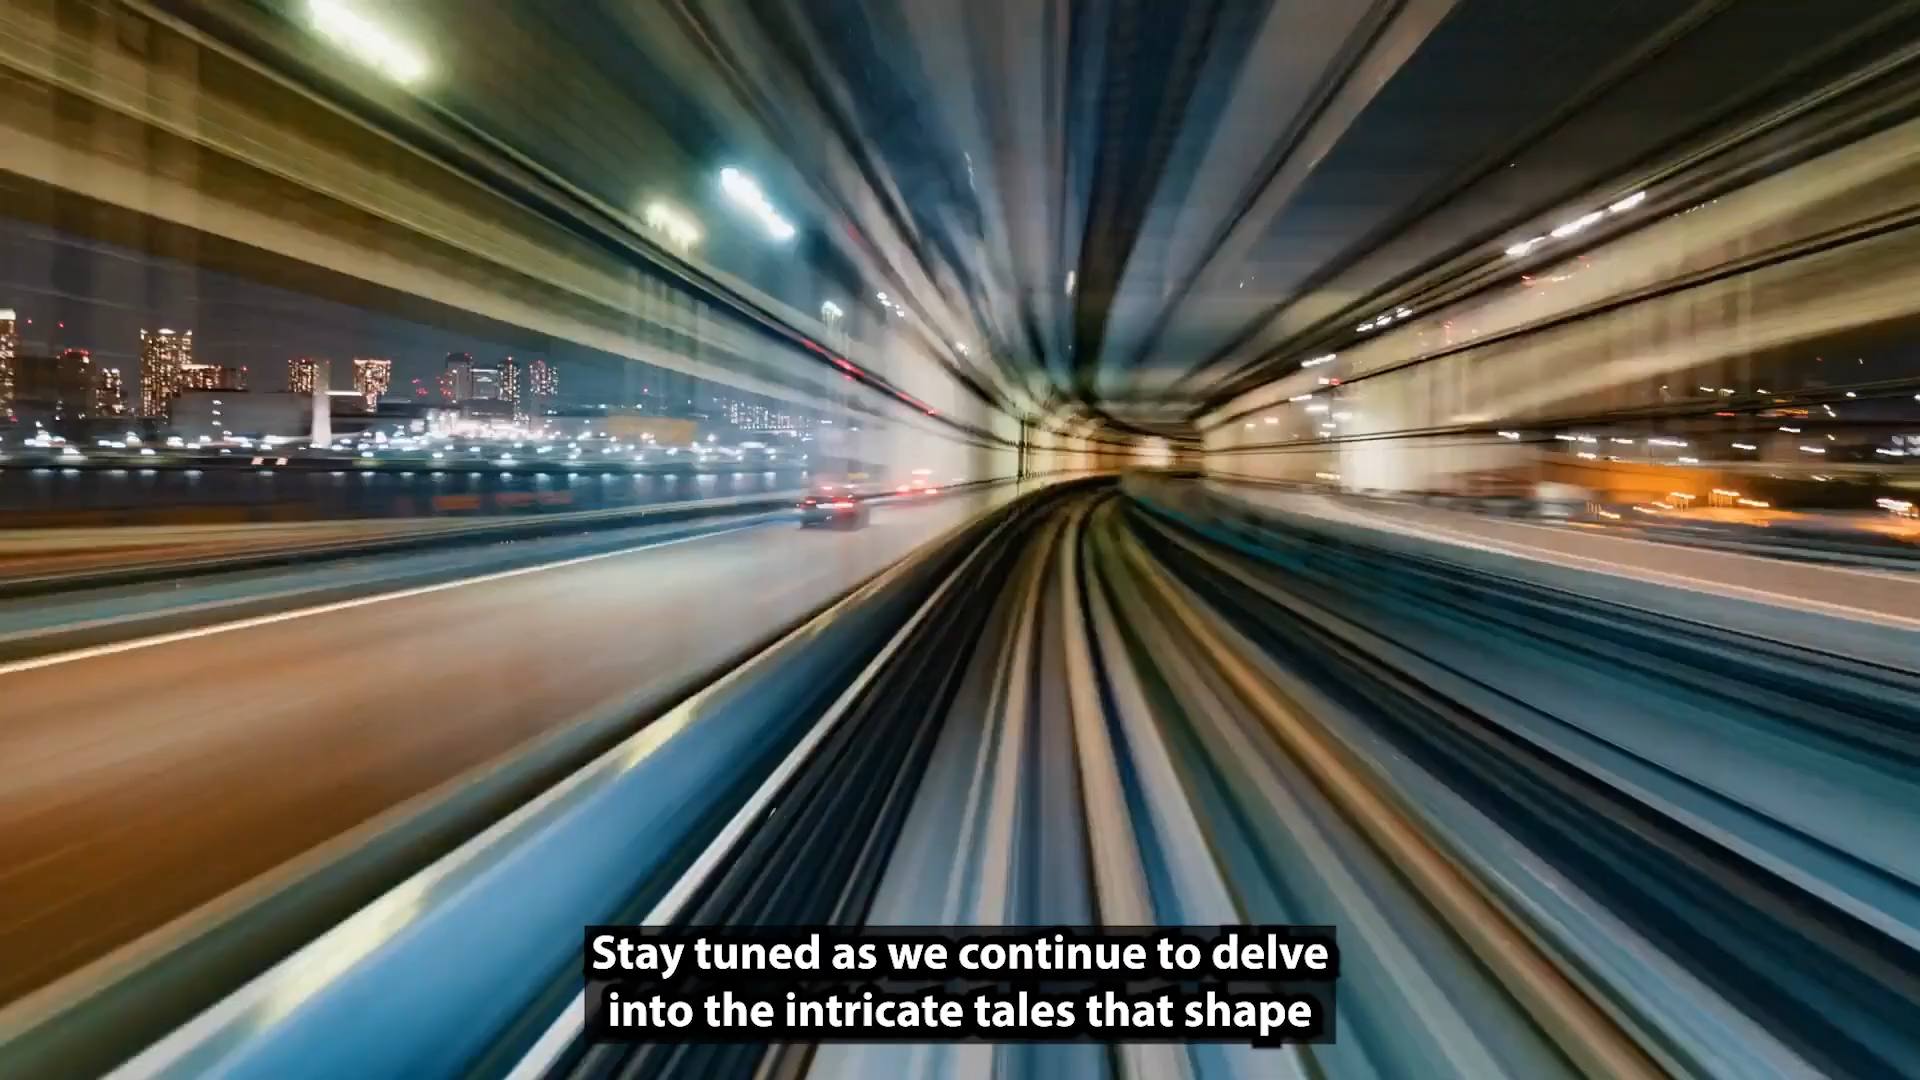 Stay tuned as we continue to delve
into the intricate tales that shape